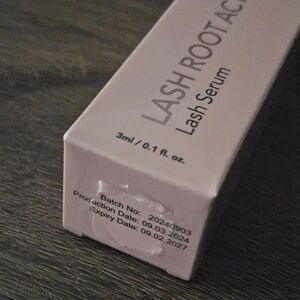 LASH ROOT AC
Lash Serum
3ml / 0.1 fl. oz.
Batch No: 20240903
Production Date: 09.03.2024
Expiry Date: 09.02.2027